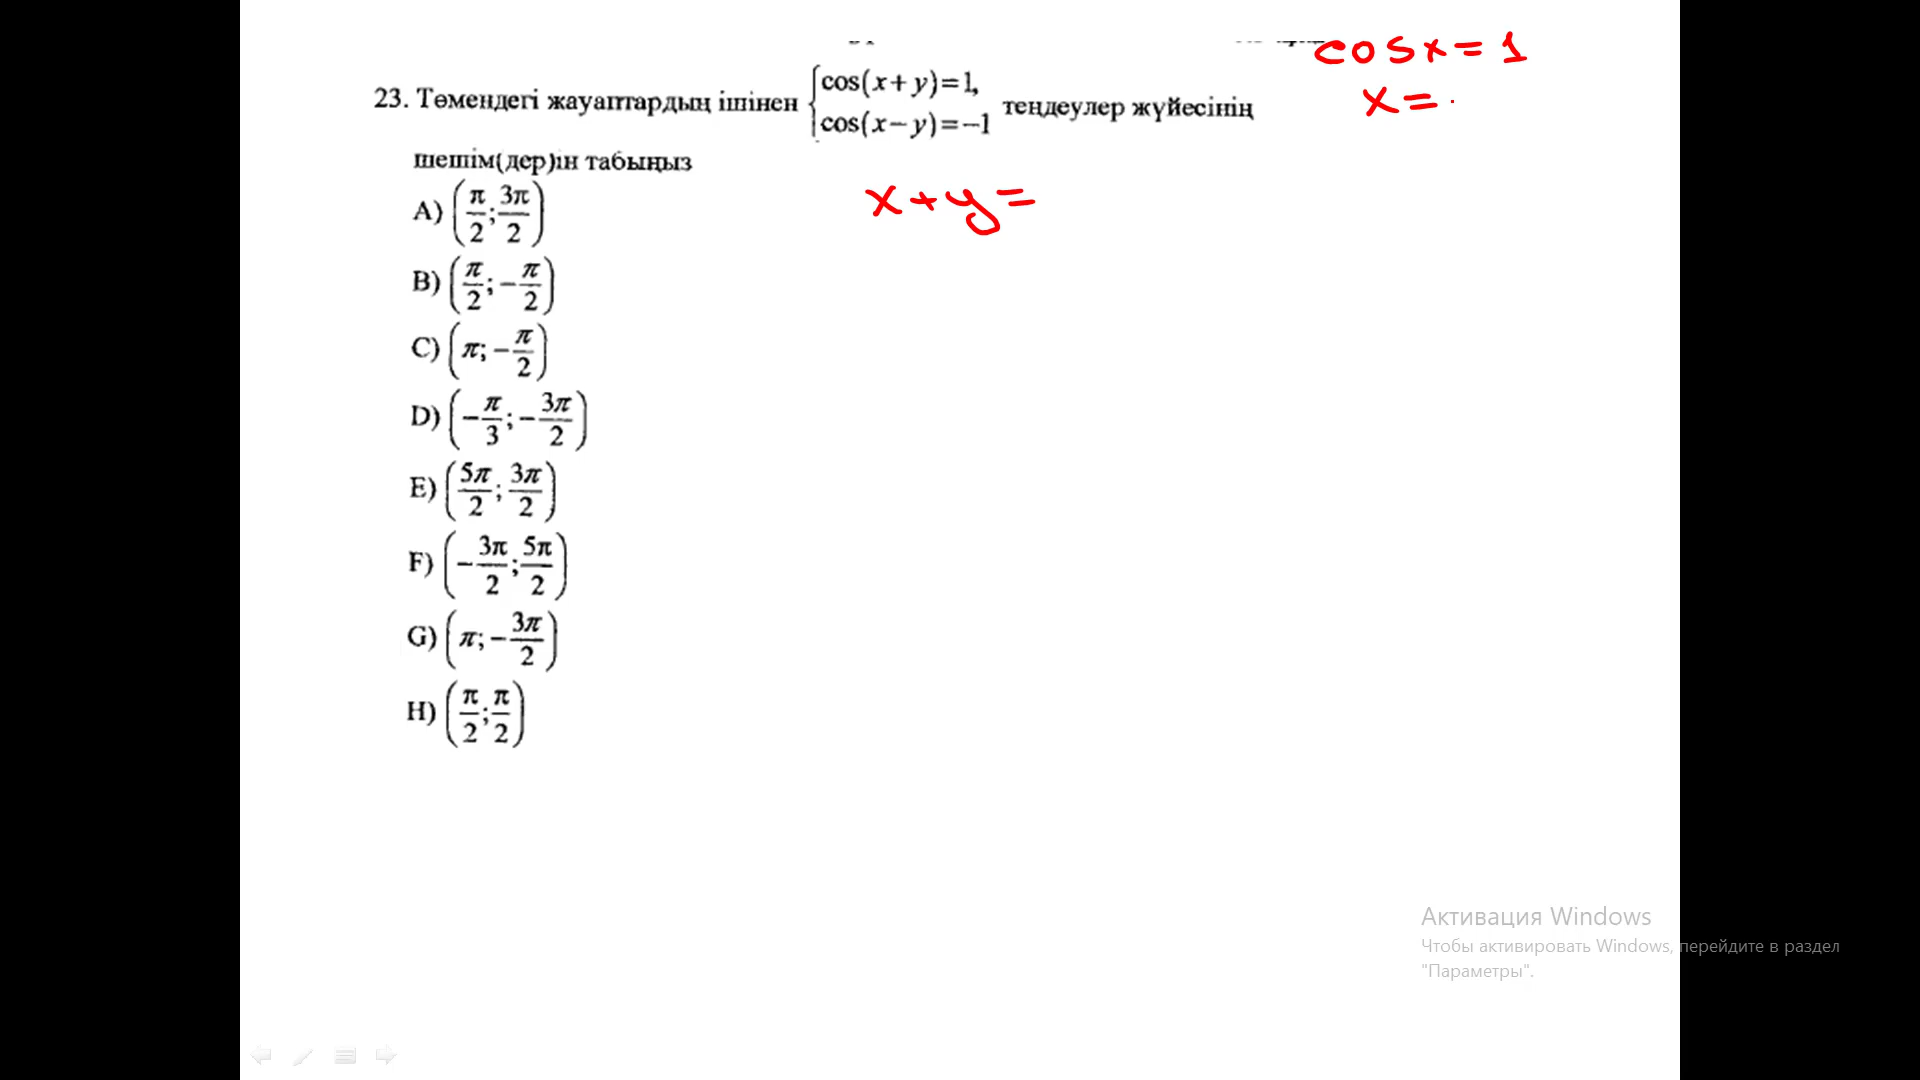 cosx=1
23. Төмендегі жауаптардың ішінен { cos(x+y)=1, cos(x−y)=−1 теңдеулер жүйесінің
x=
шешім(дер)ін табыңыз
x+y=
A) (π/2; 3π/2)
B) (π/2; −π/2)
C) (π; −π/2)
D) (−π/3; −3π/2)
E) (5π/2; 3π/2)
F) (−3π/2; 5π/2)
G) (π; −3π/2)
H) (π/2; π/2)
Активация Windows
Чтобы активировать Windows, перейдите в раздел
"Параметры".